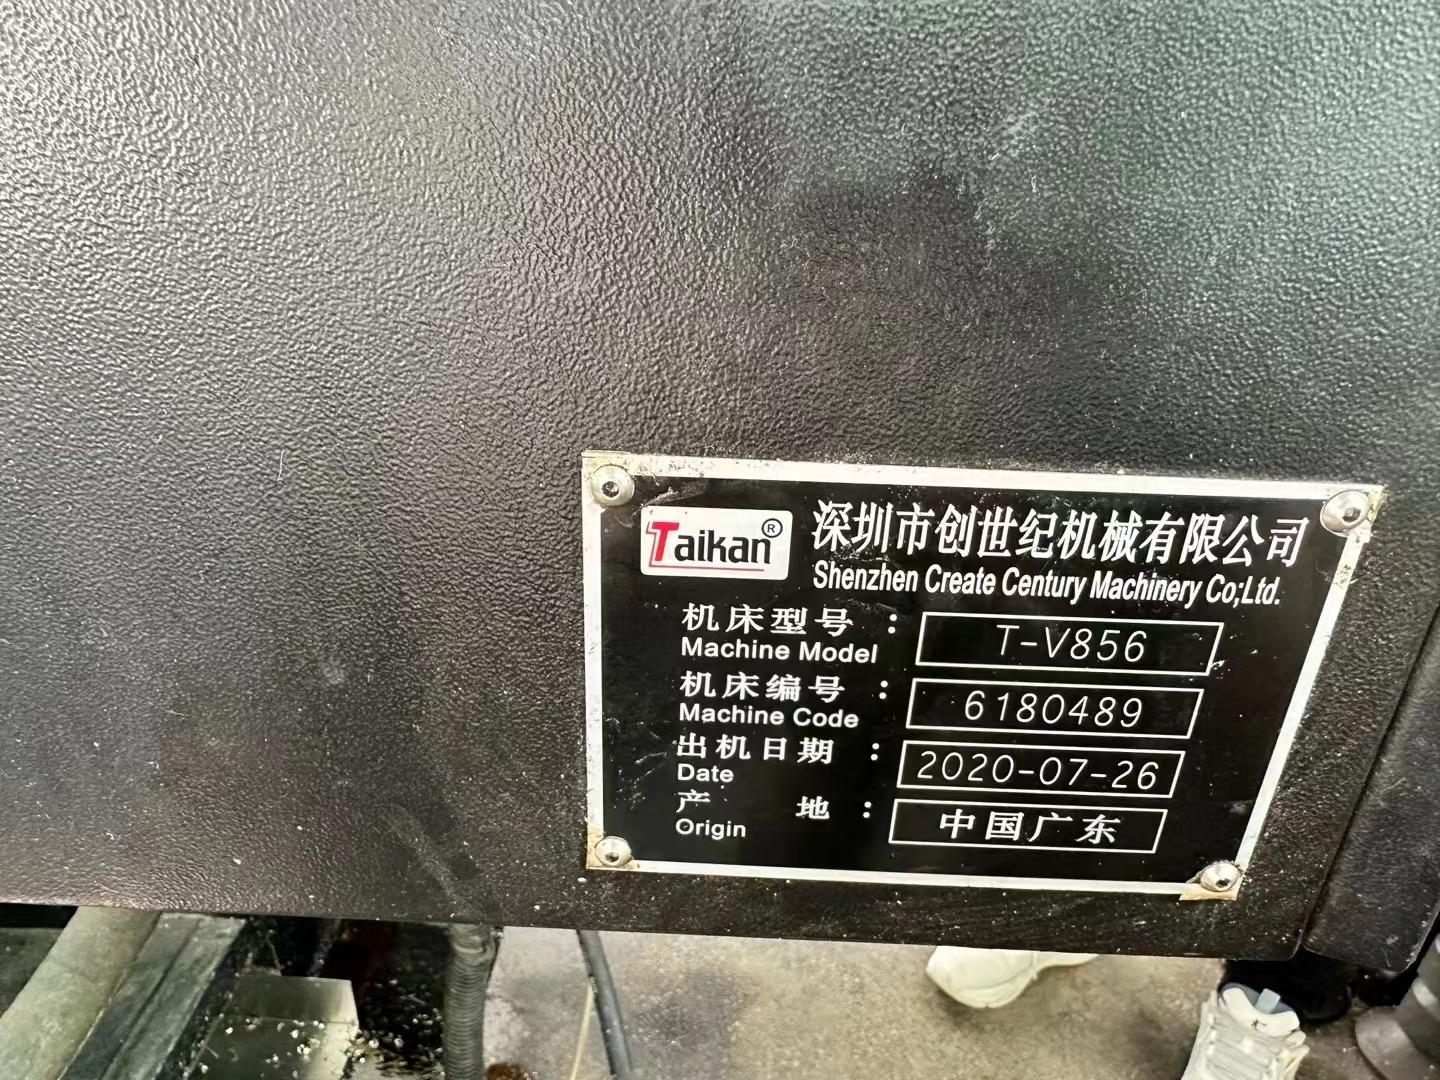 Taikan®
深圳市创世纪机械有限公司
Shenzhen Create Century Machinery Co;Ltd.
机床型号： T-V856
Machine Model
机床编号： 6180489
Machine Code
出机日期： 2020-07-26
Date
产 地： 中国广东
Origin